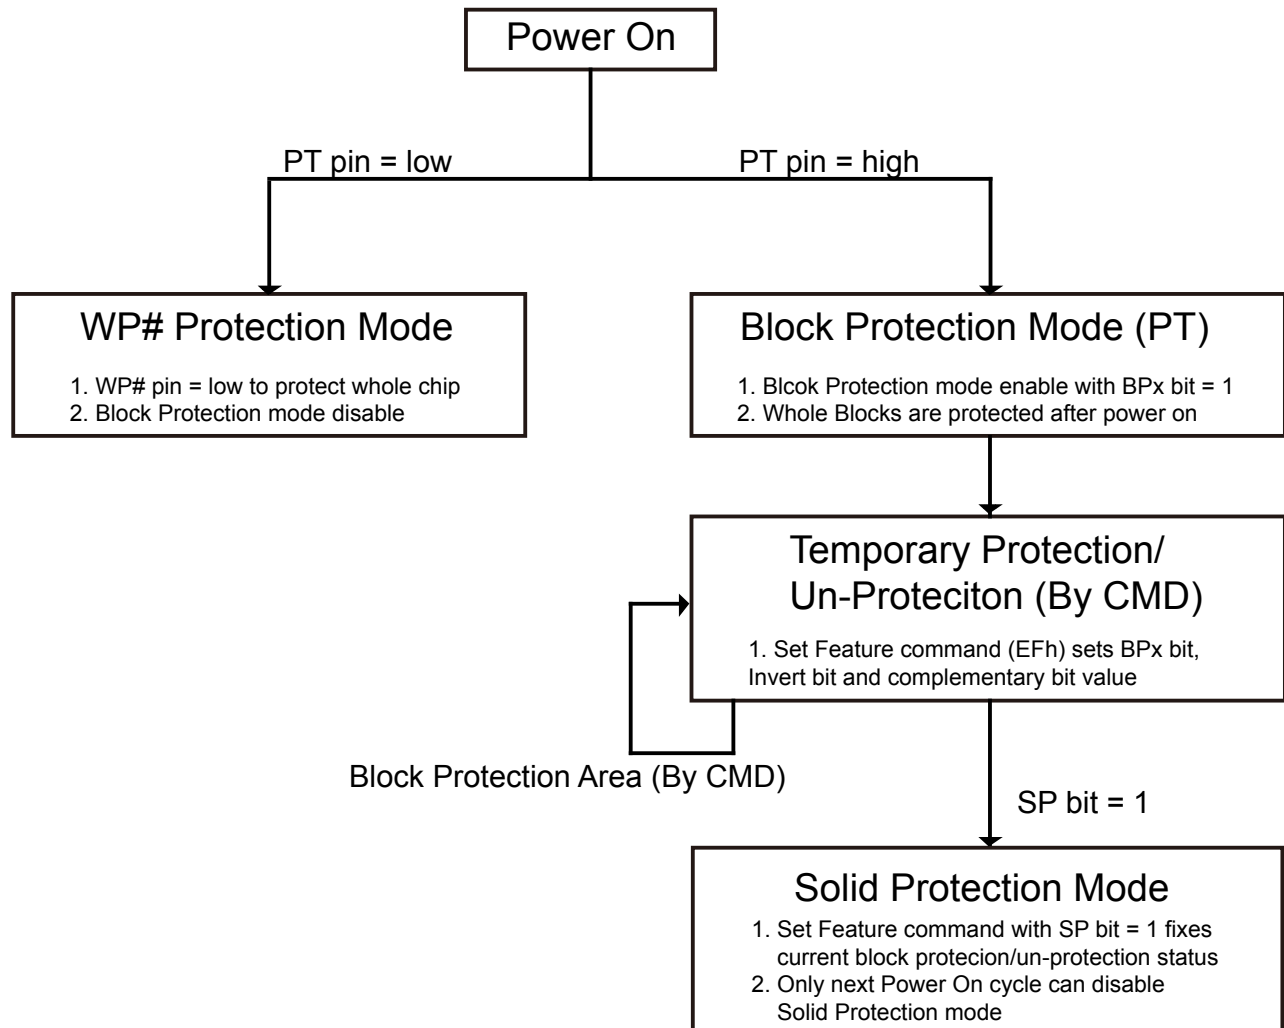 Power On
PT pin = low
PT pin = high
WP# Protection Mode
1. WP# pin = low to protect whole chip
2. Block Protection mode disable
Block Protection Mode (PT)
1. Blcok Protection mode enable with BPx bit = 1
2. Whole Blocks are protected after power on
Temporary Protection/
Un-Proteciton (By CMD)
1. Set Feature command (EFh) sets BPx bit,
Invert bit and complementary bit value
Block Protection Area (By CMD)
SP bit = 1
Solid Protection Mode
1. Set Feature command with SP bit = 1 fixes
current block protecion/un-protection status
2. Only next Power On cycle can disable
Solid Protection mode